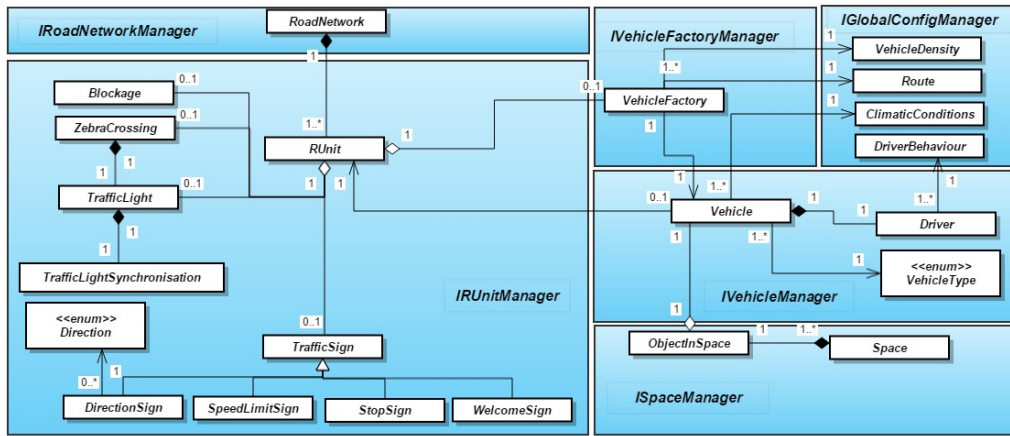 IRoadNetworkManager
RoadNetwork
1
1..*
IRUnitManager
Blockage
0..1
ZebraCrossing
0..1
1
1
TrafficLight
0..1
1
1
TrafficLightSynchronisation
RUnit
1
1
1
<<enum>>
Direction
0..*
1
0..1
TrafficSign
DirectionSign
SpeedLimitSign
StopSign
WelcomeSign
IVehicleFactoryManager
0..1
VehicleFactory
1..*
1
1
IGlobalConfigManager
1
VehicleDensity
1
Route
1
ClimaticConditions
DriverBehaviour
1
1..*
IVehicleManager
0..1
Vehicle
1..*
1
1
Driver
1
1..*
1
<<enum>>
VehicleType
ISpaceManager
1
ObjectInSpace
1
1..*
Space